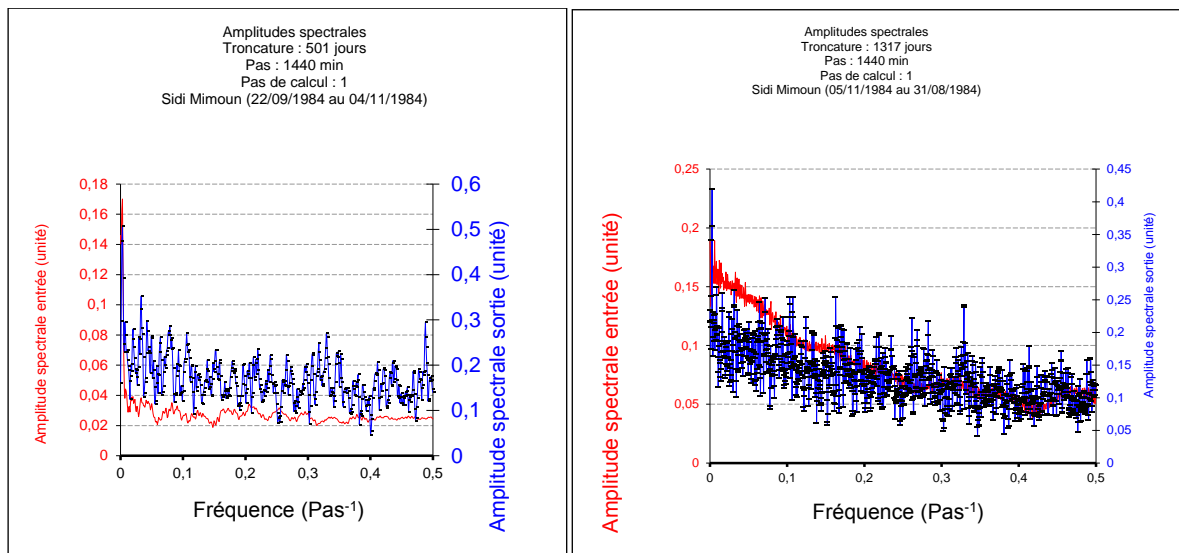 Amplitudes spectrales
Troncature : 501 jours
Pas : 1440 min
Pas de calcul : 1
Sidi Mimoun (22/09/1984 au 04/11/1984)
Amplitude spectrale entrée (unité)
0,18
0,16
0,14
0,12
0,1
0,08
0,06
0,04
0,02
0
0,6
0,5
0,4
0,3
0,2
0,1
0
Amplitude spectrale sortie (unité)
0 0,1 0,2 0,3 0,4 0,5
Fréquence (Pas-1)
Amplitudes spectrales
Troncature : 1317 jours
Pas : 1440 min
Pas de calcul : 1
Sidi Mimoun (05/11/1984 au 31/08/1984)
Amplitude spectrale entrée (unité)
0,25
0,2
0,15
0,1
0,05
0
0,45
0,4
0,35
0,3
0,25
0,2
0,15
0,1
0,05
0
Amplitude spectrale sortie (unité)
0 0,1 0,2 0,3 0,4 0,5
Fréquence (Pas-1)